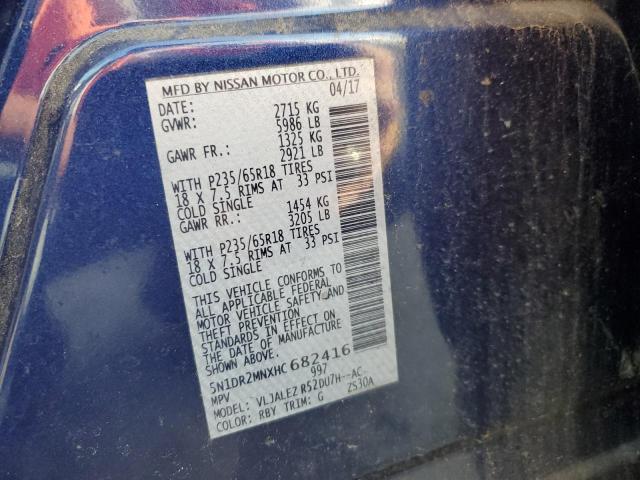 MFD BY NISSAN MOTOR CO., LTD.
DATE: 04/17
GVWR: 2715 KG
5986 LB
GAWR FR.: 1325 KG
2921 LB
WITH P235/65R18 TIRES
18 X 7.5 RIMS AT 33 PSI
COLD SINGLE
GAWR RR.: 1454 KG
3205 LB
WITH P235/65R18 TIRES
18 X 7.5 RIMS AT 33 PSI
COLD SINGLE
THIS VEHICLE CONFORMS TO
ALL APPLICABLE FEDERAL
MOTOR VEHICLE SAFETY AND
THEFT PREVENTION
STANDARDS IN EFFECT ON
THE DATE OF MANUFACTURE
SHOWN ABOVE.
5N1DR2MNXHC682416
MPV 997
MODEL: VLJALEZ R52DU7H--AC
COLOR: RBY TRIM: G 2S30A